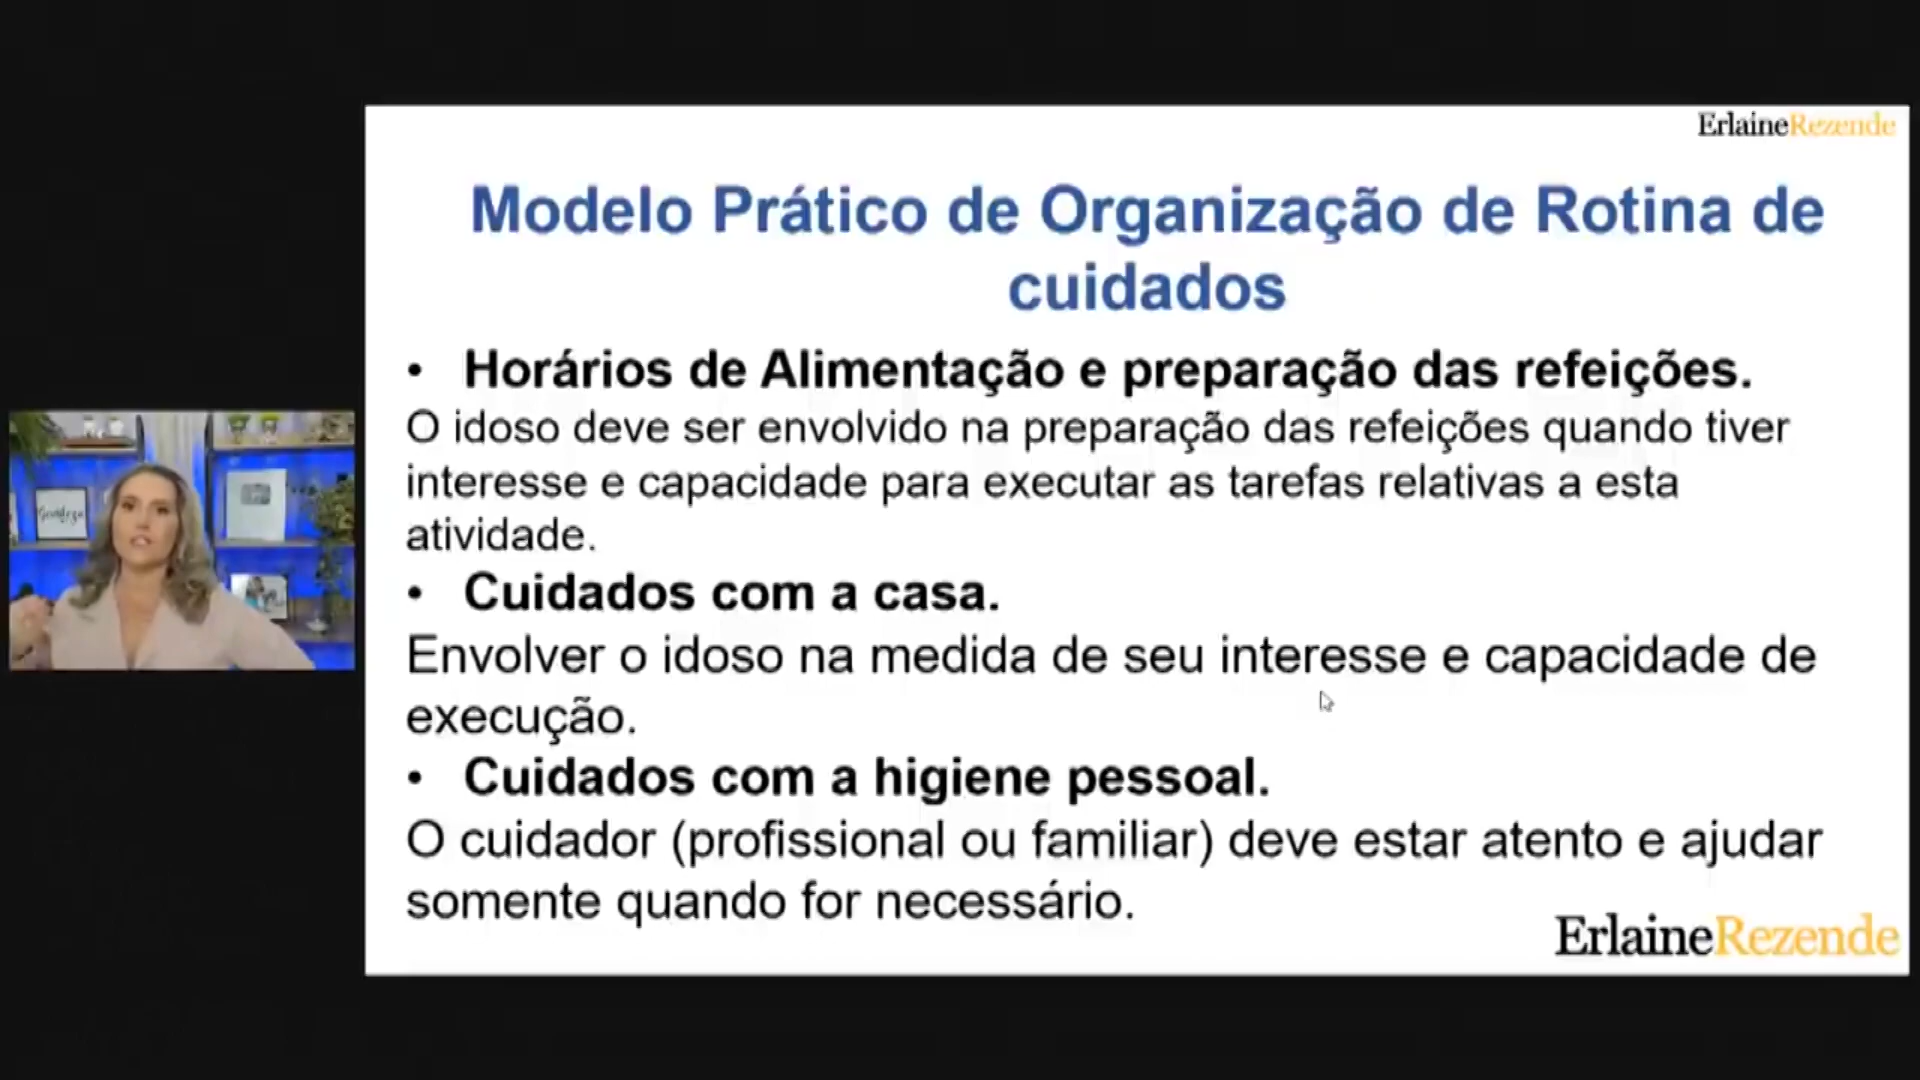 ErlaineRezende
Modelo Prático de Organização de Rotina de
cuidados
• Horários de Alimentação e preparação das refeições.
O idoso deve ser envolvido na preparação das refeições quando tiver
interesse e capacidade para executar as tarefas relativas a esta
atividade.
• Cuidados com a casa.
Envolver o idoso na medida de seu interesse e capacidade de
execução.
• Cuidados com a higiene pessoal.
O cuidador (profissional ou familiar) deve estar atento e ajudar
somente quando for necessário.
ErlaineRezende